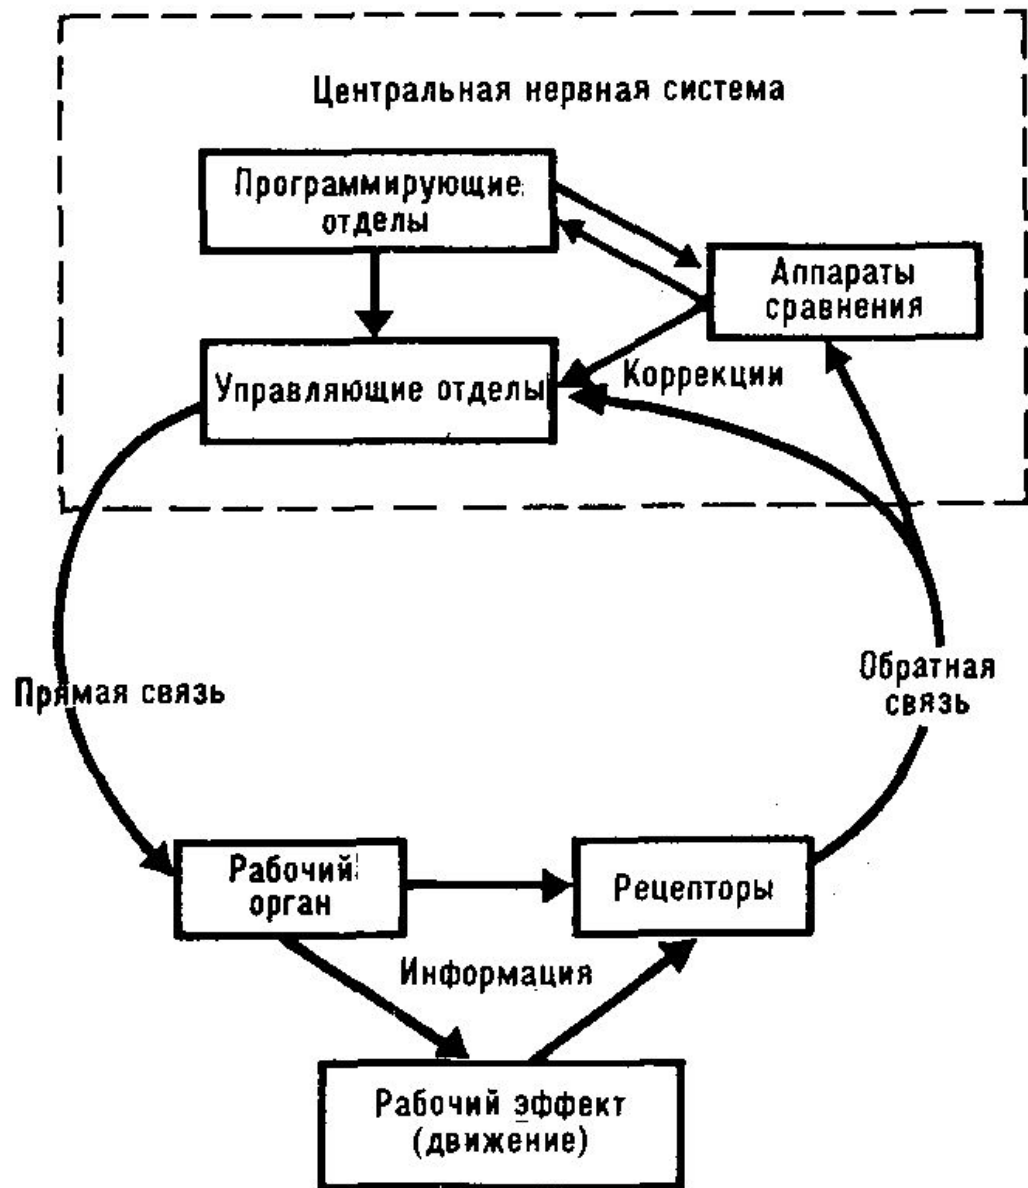 Центральная нервная система
Программирующие
отделы
Аппараты
сравнения
Управляющие отделы
Коррекции
Прямая связь
Обратная
связь
Рабочий
орган
Рецепторы
Информация
Рабочий эффект
(движение)